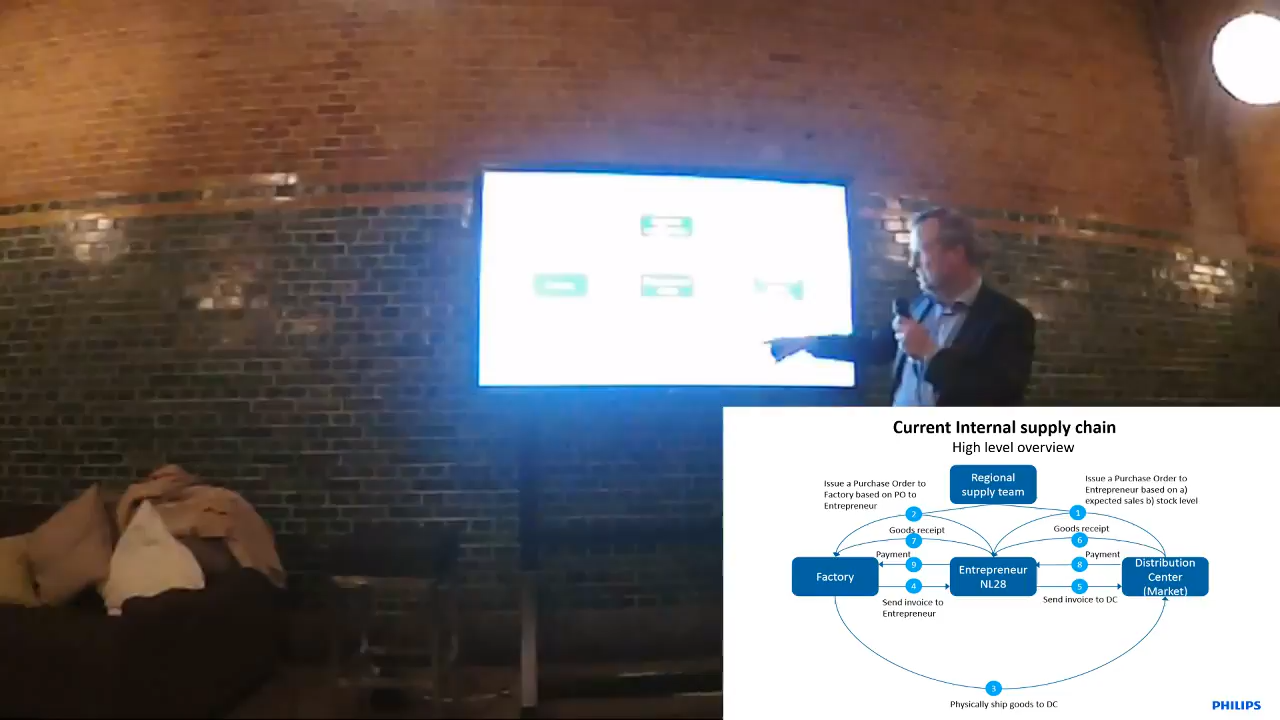 Current Internal supply chain
High level overview
Regional
supply team
Issue a Purchase Order to
Factory based on PO to
Entrepreneur
Issue a Purchase Order to
Entrepreneur based on a)
expected sales b) stock level
2
1
Goods receipt
Goods receipt
7
6
Payment
Payment
9
8
Factory
Entrepreneur
NL28
Distribution
Center
(Market)
4
5
Send invoice to
Entrepreneur
Send invoice to DC
3
Physically ship goods to DC
PHILIPS